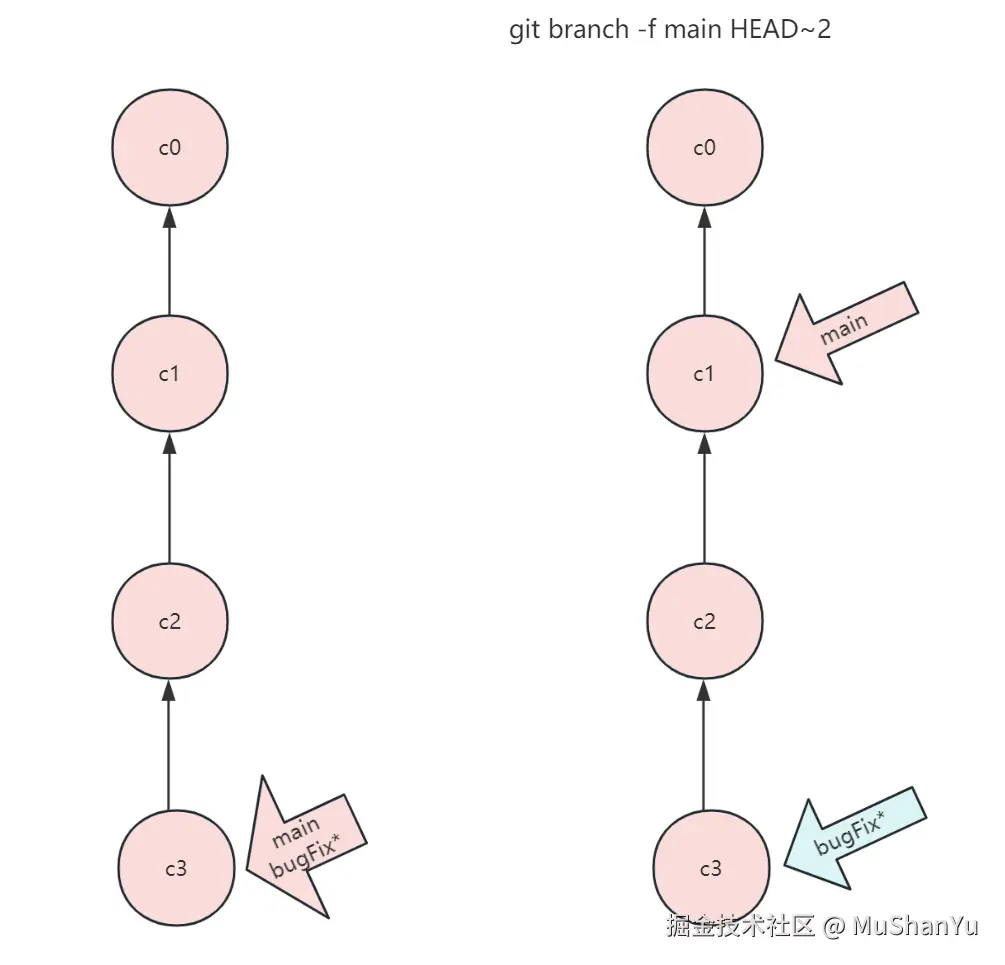 git branch -f main HEAD~2
c0
c1
c2
c3
main
bugFix*
c0
c1
c2
c3
main
bugFix*
掘金技术社区 @ MuShanYu